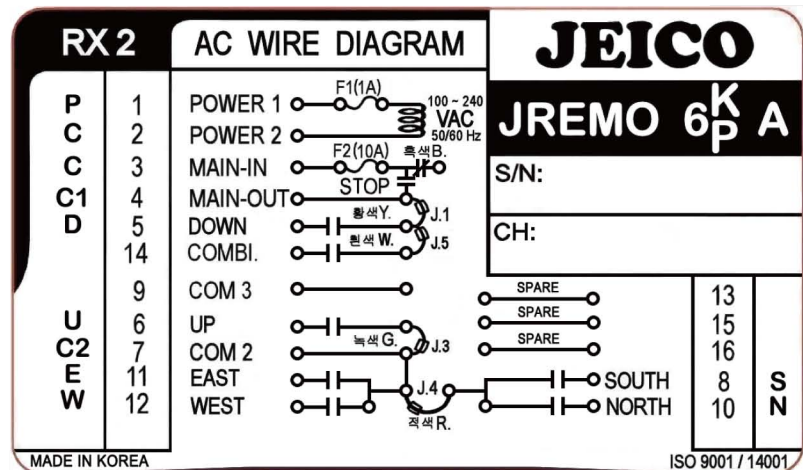 RX 2 AC WIRE DIAGRAM JEICO
JREMO 6 K/P A
S/N:
CH:
P 1 POWER 1 F1(1A) 100 ~ 240
VAC
C 2 POWER 2 50/60 Hz
C 3 MAIN-IN F2(10A) 흑색B.
STOP
C1 4 MAIN-OUT
D 5 DOWN 황색Y. J.1
14 COMBI. 흰색 W. J.5
9 COM 3 SPARE 13
U 6 UP SPARE 15
C2 7 COM 2 녹색 G. J.3 SPARE 16
E 11 EAST J.4 SOUTH 8 S
W 12 WEST 적색 R. NORTH 10 N
MADE IN KOREA ISO 9001 / 14001